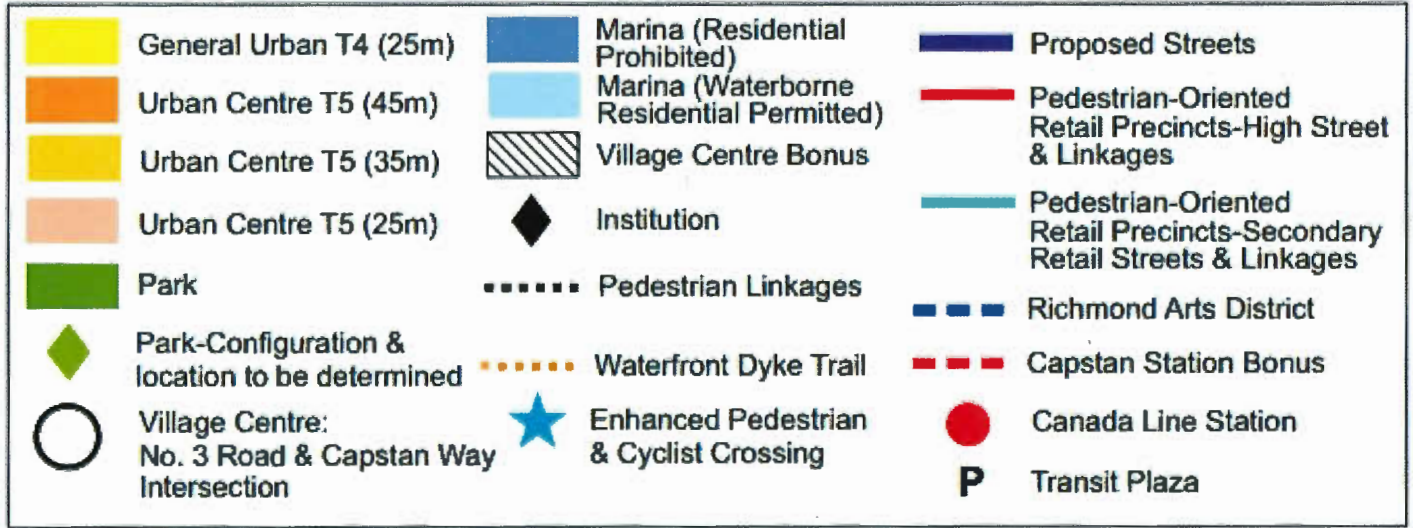 General Urban T4 (25m)
Urban Centre T5 (45m)
Urban Centre T5 (35m)
Urban Centre T5 (25m)
Park
Park-Configuration &
location to be determined
Village Centre:
No. 3 Road & Capstan Way
Intersection
Marina (Residential
Prohibited)
Marina (Waterborne
Residential Permitted)
Village Centre Bonus
Institution
Pedestrian Linkages
Waterfront Dyke Trail
Enhanced Pedestrian
& Cyclist Crossing
Proposed Streets
Pedestrian-Oriented
Retail Precincts-High Street
& Linkages
Pedestrian-Oriented
Retail Precincts-Secondary
Retail Streets & Linkages
Richmond Arts District
Capstan Station Bonus
Canada Line Station
P Transit Plaza